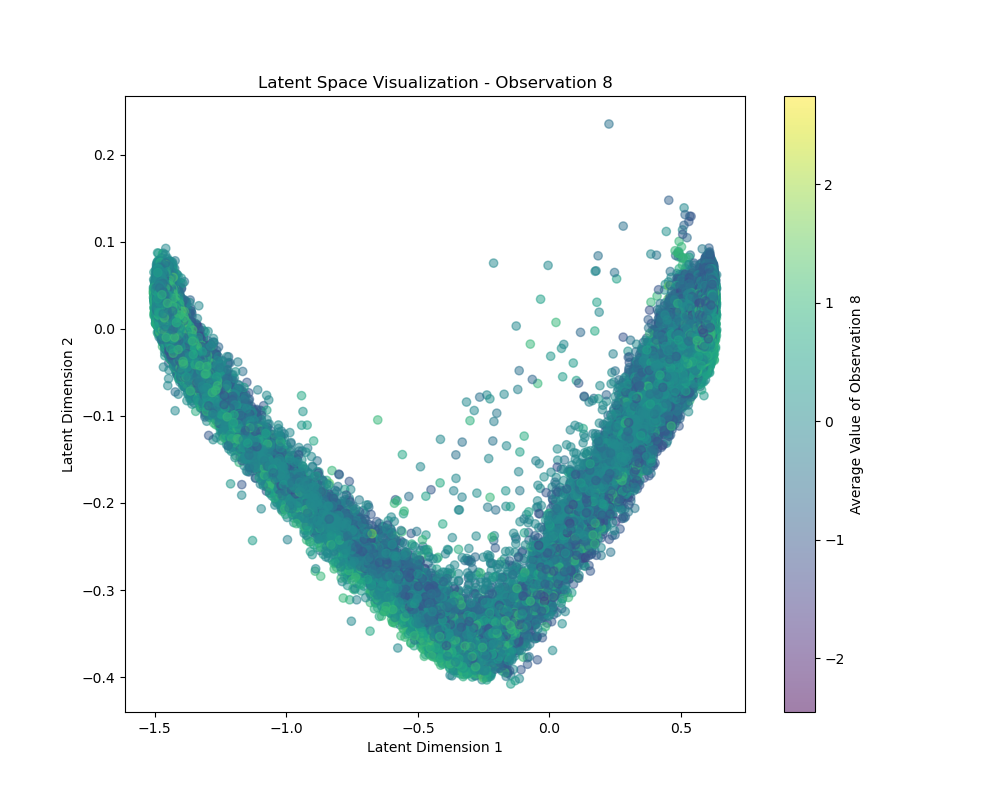 Latent Space Visualization - Observation 8
0.2
0.1
0.0
−0.1
−0.2
−0.3
−0.4
Latent Dimension 2
−1.5 −1.0 −0.5 0.0 0.5
Latent Dimension 1
2
1
0
−1
−2
Average Value of Observation 8